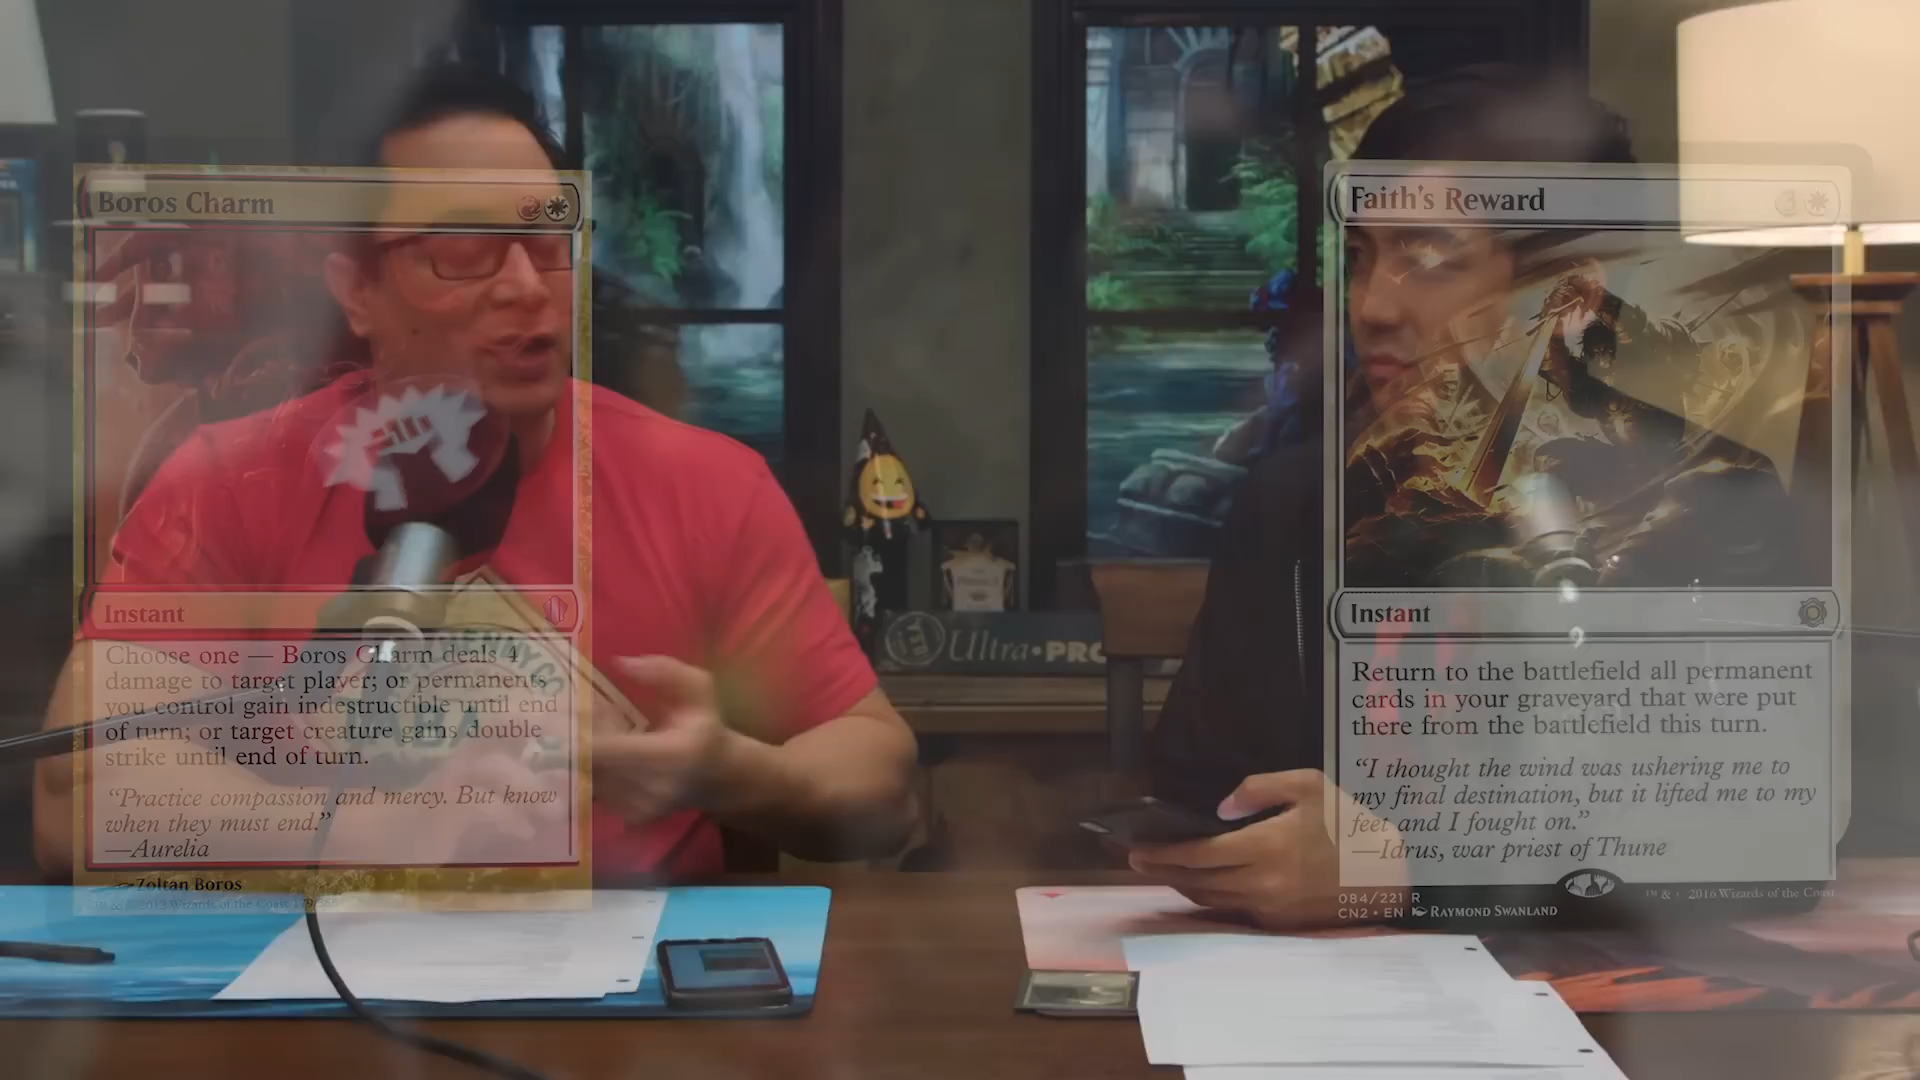 Boros Charm
Instant
Choose one — Boros Charm deals 4
damage to target player; or permanents
you control gain indestructible until end
of turn; or target creature gains double
strike until end of turn.
“Practice compassion and mercy. But know
when they must end.”
—Aurelia
Zoltan Boros
Ultra•PRO
Faith's Reward
3
Instant
Return to the battlefield all permanent
cards in your graveyard that were put
there from the battlefield this turn.
“I thought the wind was ushering me to
my final destination, but it lifted me to my
feet and I fought on.”
—Idrus, war priest of Thune
084/221 R
CN2 • EN RAYMOND SWANLAND
™ & © 2016 Wizards of the Coast